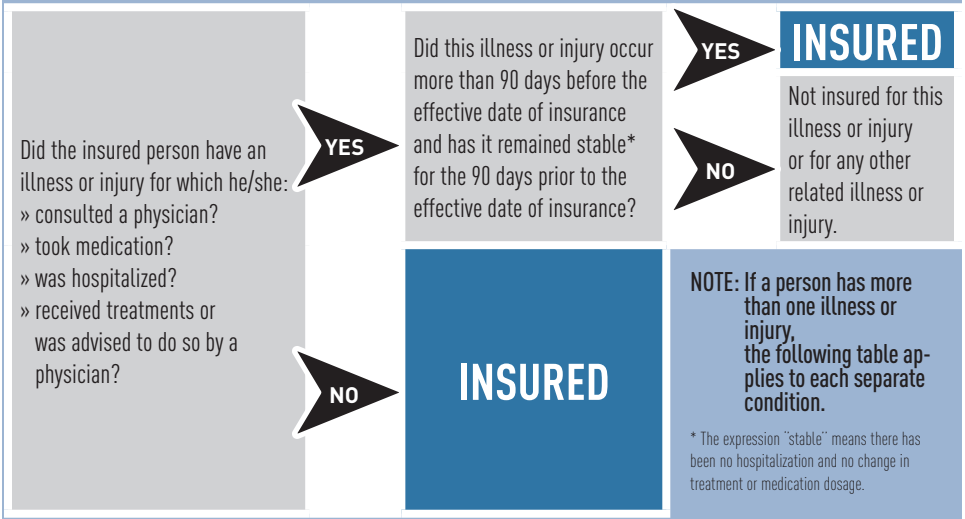 Did the insured person have an
illness or injury for which he/she:
» consulted a physician?
» took medication?
» was hospitalized?
» received treatments or
was advised to do so by a
physician?
YES
Did this illness or injury occur
more than 90 days before the
effective date of insurance
and has it remained stable*
for the 90 days prior to the
effective date of insurance?
YES
INSURED
NO
Not insured for this
illness or injury
or for any other
related illness or
injury.
NO
INSURED
NOTE: If a person has more
than one illness or
injury,
the following table ap-
plies to each separate
condition.
* The expression ¨stable¨ means there has
been no hospitalization and no change in
treatment or medication dosage.